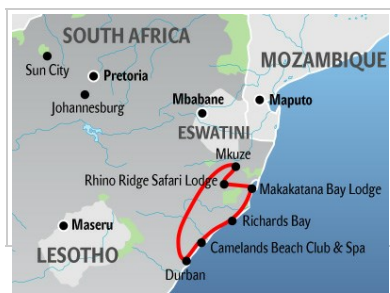 SOUTH AFRICA
MOZAMBIQUE
Sun City
Pretoria
Johannesburg
Mbabane
Maputo
ESWATINI
Mkuze
Rhino Ridge Safari Lodge
Makakatana Bay Lodge
Maseru
Richards Bay
LESOTHO
Camelands Beach Club & Spa
Durban